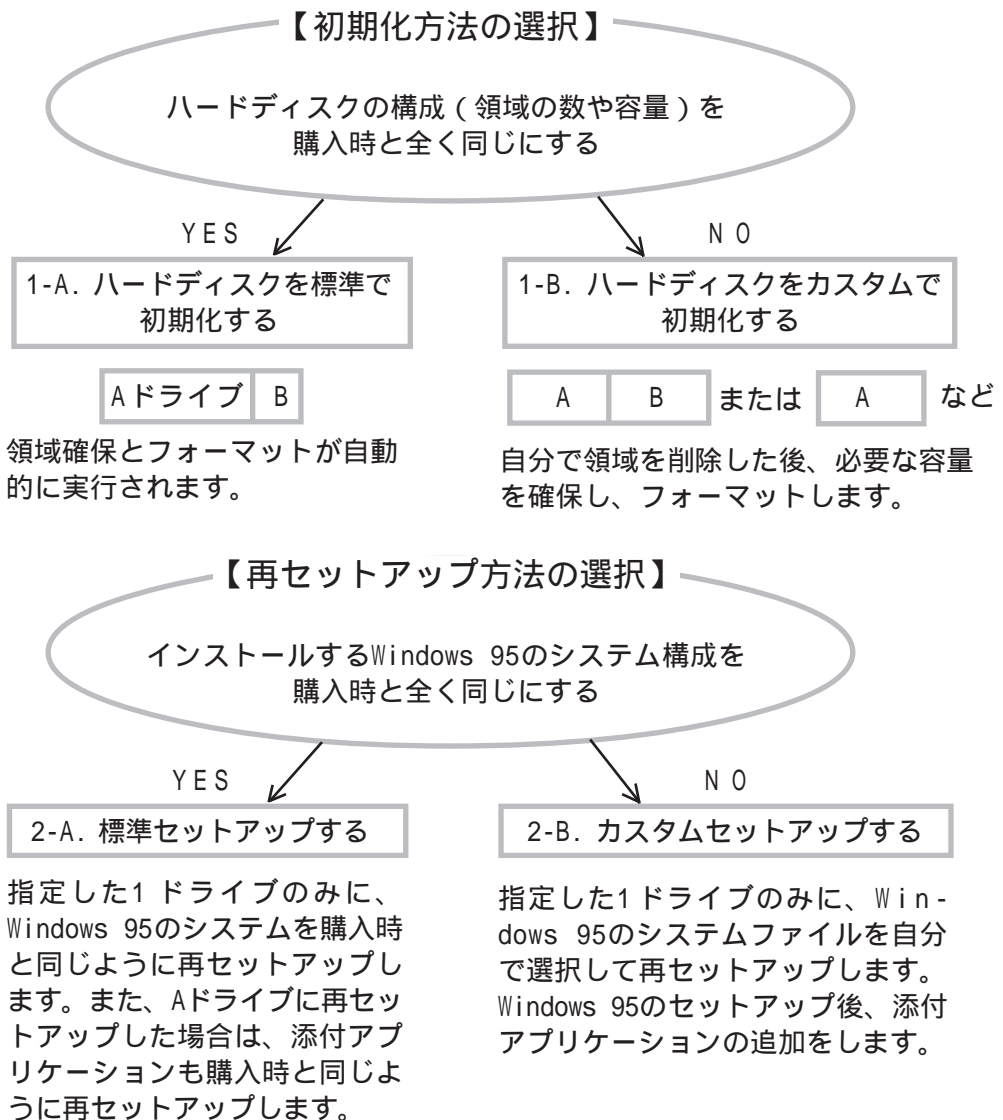 【初期化方法の選択】
ハードディスクの構成（領域の数や容量）を
購入時と全く同じにする
YES
NO
1-A. ハードディスクを標準で
初期化する
1-B. ハードディスクをカスタムで
初期化する
Aドライブ B
A B または A など
領域確保とフォーマットが自動
的に実行されます。
自分で領域を削除した後、必要な容量
を確保し、フォーマットします。
【再セットアップ方法の選択】
インストールするWindows 95のシステム構成を
購入時と全く同じにする
YES
NO
2-A. 標準セットアップする
2-B. カスタムセットアップする
指定した1ドライブのみに、
Windows 95のシステムを購入時
と同じように再セットアップし
ます。また、Aドライブに再セッ
トアップした場合は、添付アプ
リケーションも購入時と同じよ
うに再セットアップします。
指定した1ドライブのみに、Win-
dows 95のシステムファイルを自分
で選択して再セットアップします。
Windows 95のセットアップ後、添付
アプリケーションの追加をします。